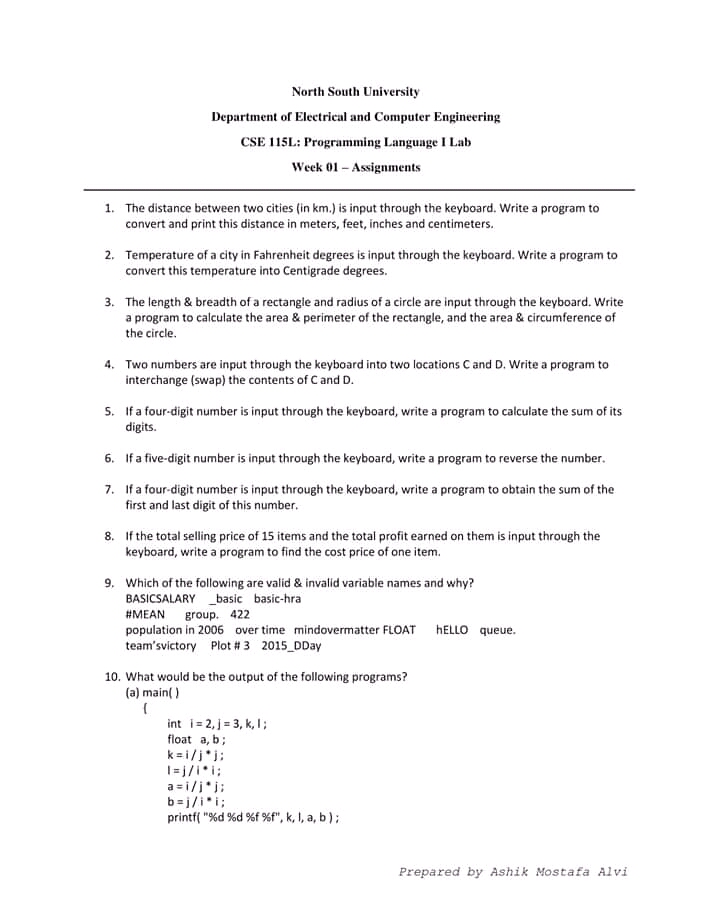 North South University
Department of Electrical and Computer Engineering
CSE 115L: Programming Language I Lab
Week 01 – Assignments
1. The distance between two cities (in km.) is input through the keyboard. Write a program to
convert and print this distance in meters, feet, inches and centimeters.
2. Temperature of a city in Fahrenheit degrees is input through the keyboard. Write a program to
convert this temperature into Centigrade degrees.
3. The length & breadth of a rectangle and radius of a circle are input through the keyboard. Write
a program to calculate the area & perimeter of the rectangle, and the area & circumference of
the circle.
4. Two numbers are input through the keyboard into two locations C and D. Write a program to
interchange (swap) the contents of C and D.
5. If a four-digit number is input through the keyboard, write a program to calculate the sum of its
digits.
6. If a five-digit number is input through the keyboard, write a program to reverse the number.
7. If a four-digit number is input through the keyboard, write a program to obtain the sum of the
first and last digit of this number.
8. If the total selling price of 15 items and the total profit earned on them is input through the
keyboard, write a program to find the cost price of one item.
9. Which of the following are valid & invalid variable names and why?
BASICSALARY _basic basic-hra
#MEAN group. 422
population in 2006 over time mindovermatter FLOAT hELLO queue.
team'svictory Plot # 3 2015_DDay
10. What would be the output of the following programs?
(a) main( )
{
int i = 2, j = 3, k, l ;
float a, b ;
k = i / j * j ;
l = j / i * i ;
a = i / j * j ;
b = j / i * i ;
printf( "%d %d %f %f", k, l, a, b ) ;
Prepared by Ashik Mostafa Alvi